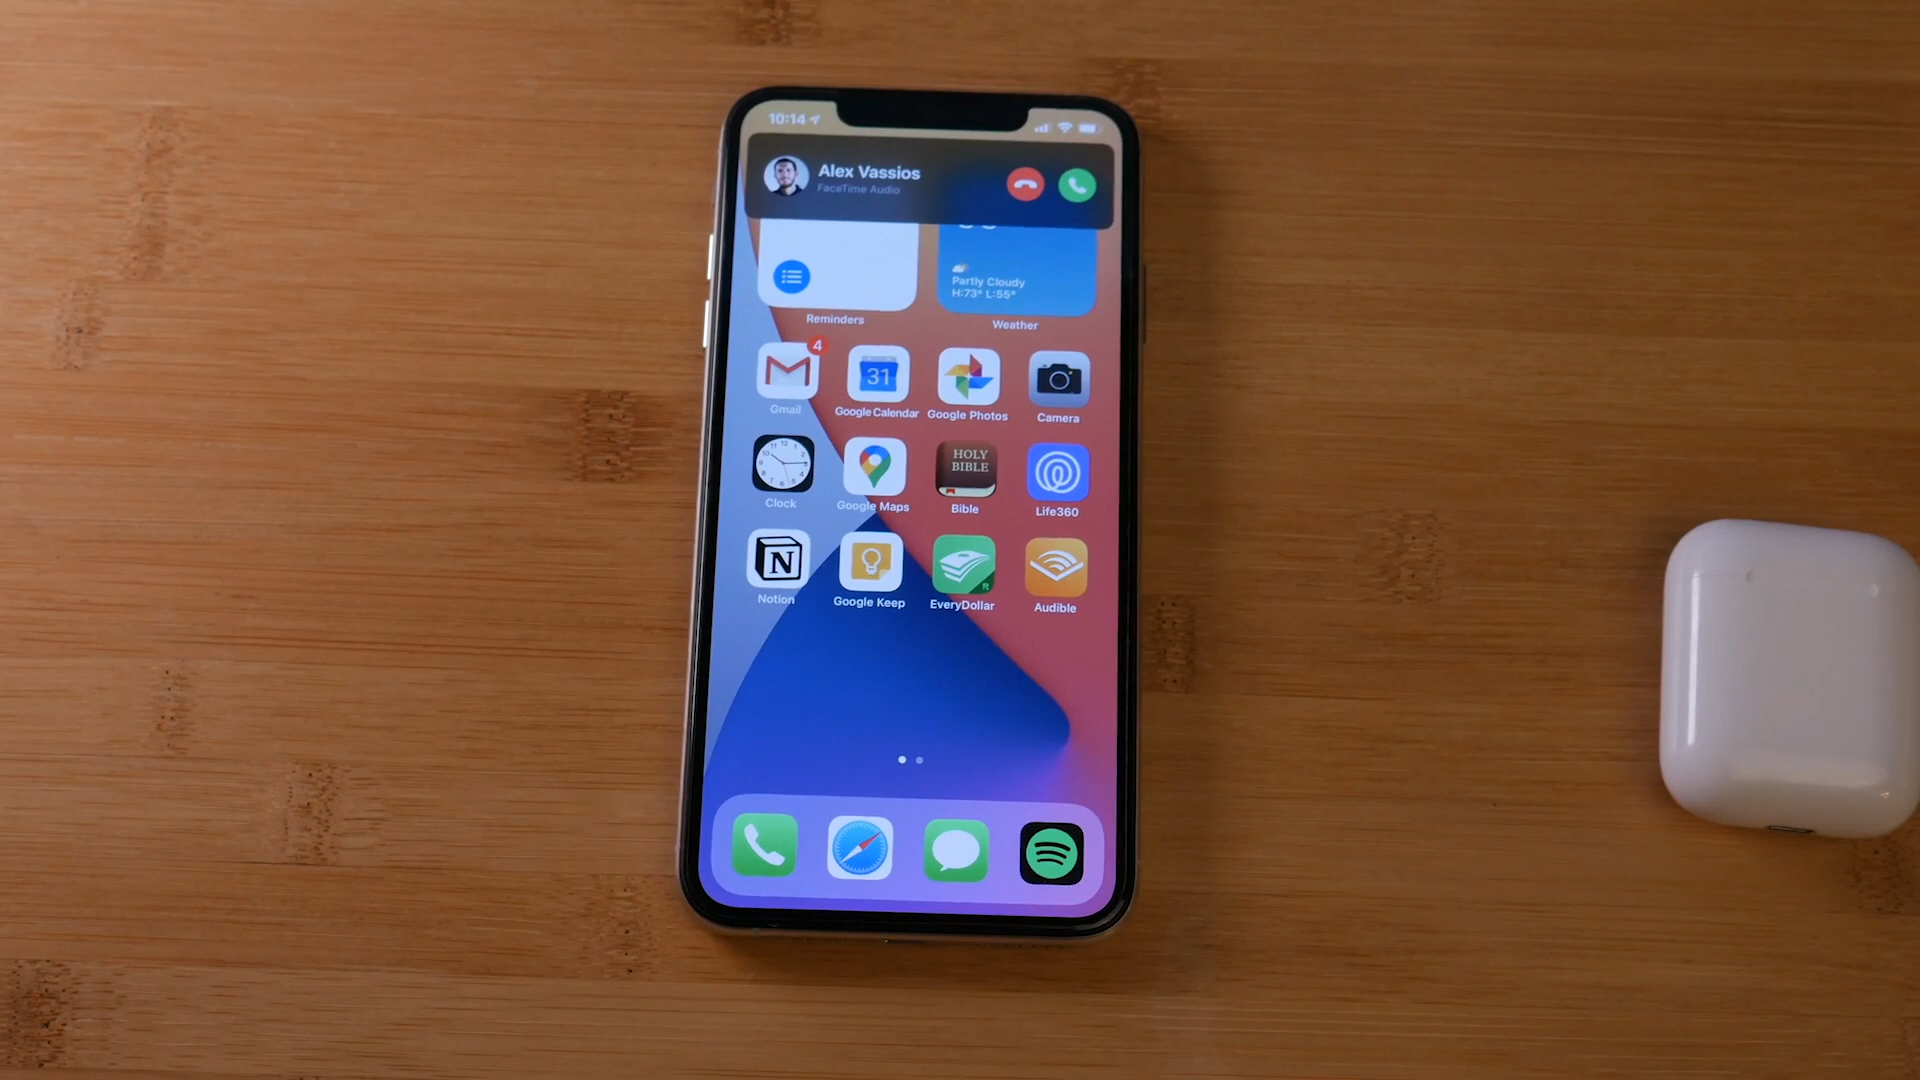 10:14
Alex Vassios
FaceTime Audio
Partly Cloudy
H:73° L:55°
Reminders
Weather
4
31
Gmail
Google Calendar
Google Photos
Camera
HOLY
BIBLE
Clock
Google Maps
Bible
Life360
N
R
Notion
Google Keep
EveryDollar
Audible